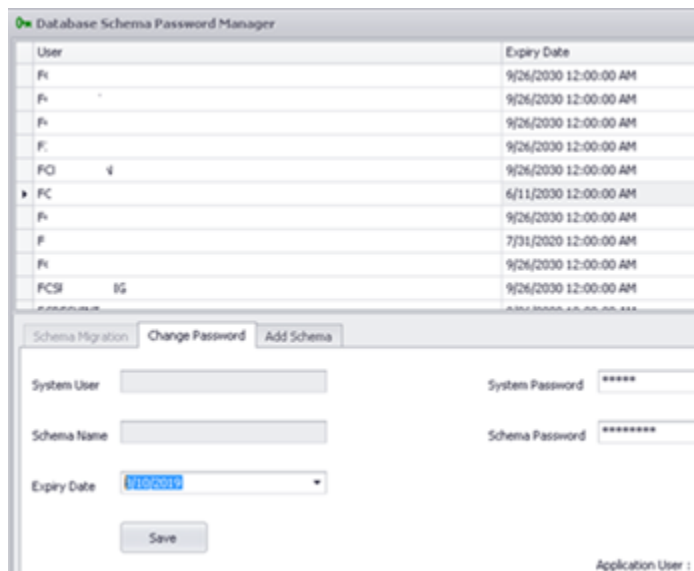 Database Schema Password Manager
User Expiry Date
9/26/2030 12:00:00 AM
9/26/2030 12:00:00 AM
9/26/2030 12:00:00 AM
9/26/2030 12:00:00 AM
9/26/2030 12:00:00 AM
FC 6/11/2030 12:00:00 AM
9/26/2030 12:00:00 AM
F 7/31/2020 12:00:00 AM
9/26/2030 12:00:00 AM
9/26/2030 12:00:00 AM
Schema Migration Change Password Add Schema
System User System Password *****
Schema Name Schema Password ********
Expiry Date
Save
Application User :